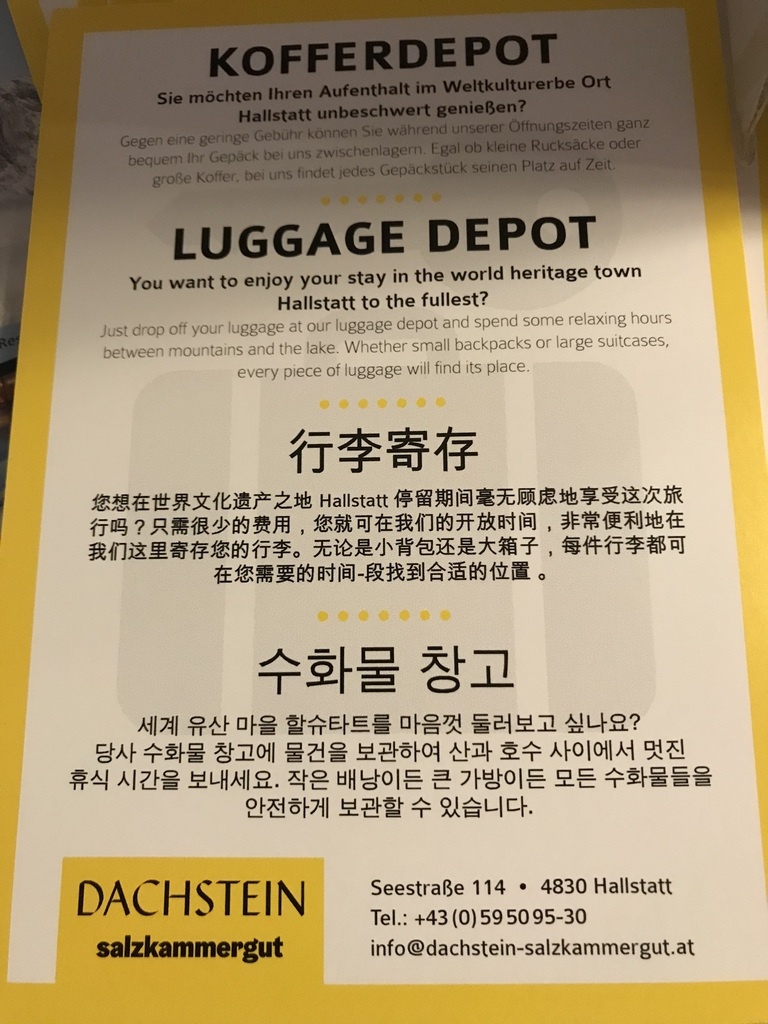 KOFFERDEPOT
Sie möchten Ihren Aufenthalt im Weltkulturerbe Ort
Hallstatt unbeschwert genießen?
Gegen eine geringe Gebühr können Sie während unserer Öffnungszeiten ganz
bequem Ihr Gepäck bei uns zwischenlagern. Egal ob kleine Rucksäcke oder
große Koffer, bei uns findet jedes Gepäckstück seinen Platz auf Zeit.
LUGGAGE DEPOT
You want to enjoy your stay in the world heritage town
Hallstatt to the fullest?
Just drop off your luggage at our luggage depot and spend some relaxing hours
between mountains and the lake. Whether small backpacks or large suitcases,
every piece of luggage will find its place.
行李寄存
您想在世界文化遗产之地 Hallstatt 停留期间毫无顾虑地享受这次旅
行吗？只需很少的费用，您就可在我们的开放时间，非常便利地在
我们这里寄存您的行李。无论是小背包还是大箱子，每件行李都可
在您需要的时间-段找到合适的位置 。
수화물 창고
세계 유산 마을 할슈타트를 마음껏 둘러보고 싶나요?
당사 수화물 창고에 물건을 보관하여 산과 호수 사이에서 멋진
휴식 시간을 보내세요. 작은 배낭이든 큰 가방이든 모든 수화물들을
안전하게 보관할 수 있습니다.
DACHSTEIN
salzkammergut
Seestraße 114 • 4830 Hallstatt
Tel.: +43 (0) 59 50 95-30
info@dachstein-salzkammergut.at